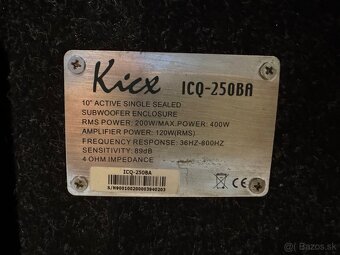 Kicx ICQ-250BA
10" ACTIVE SINGLE SEALED
SUBWOOFER ENCLOSURE
RMS POWER: 200W/MAX.POWER: 400W
AMPLIFIER POWER: 120W(RMS)
FREQUENCY RESPONSE: 36HZ-800HZ
SENSITIVITY: 89dB
4 OHM IMPEDANCE
ICQ-250BA
CE
Bazos.sk